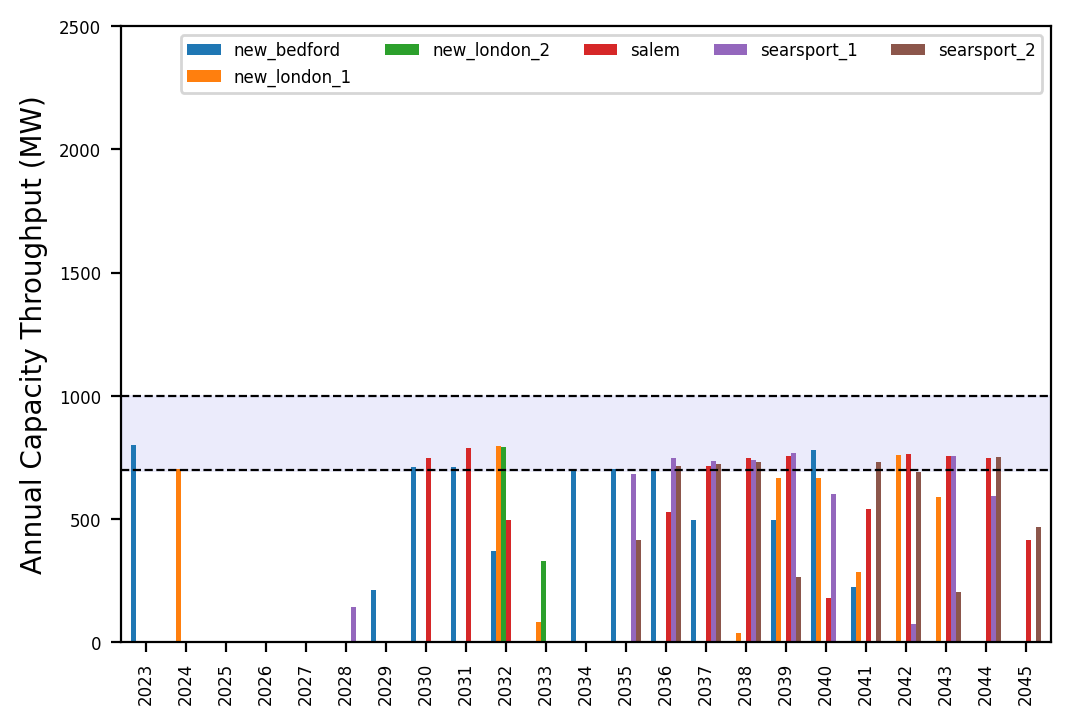 2500
2000
1500
1000
500
0
Annual Capacity Throughput (MW)
new_bedford new_london_2 salem searsport_1 searsport_2
new_london_1
2023 2024 2025 2026 2027 2028 2029 2030 2031 2032 2033 2034 2035 2036 2037 2038 2039 2040 2041 2042 2043 2044 2045